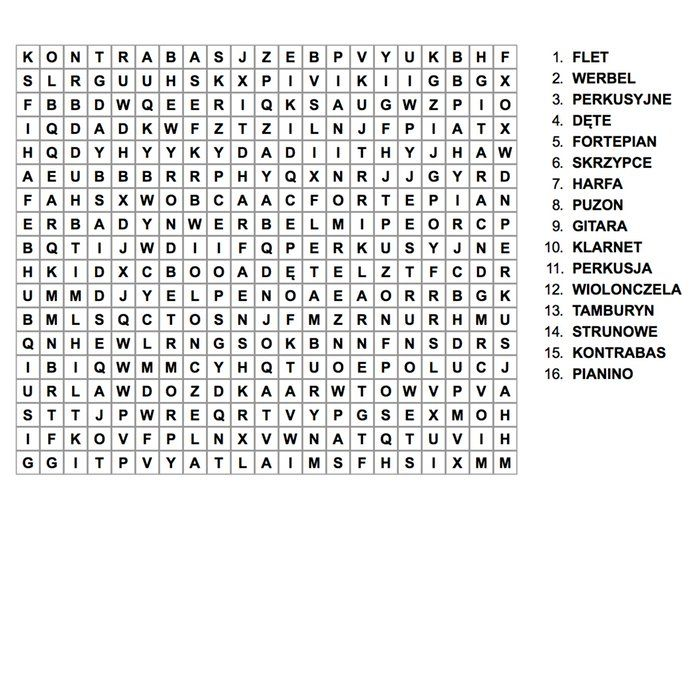 K O N T R A B A S J Z E B P V Y U K B H F
S L R G U U H S K X P I V I K I I G B G X
F B B D W Q E E R I Q K S A U G W Z P I O
I Q D A D K W F Z T Z I L N J F P I A T X
H Q D Y H Y Y K Y D A D I I T H Y J H A W
A E U B B B R R P H Y Q X N R J J G Y R D
F A H S X W O B C A A C F O R T E P I A N
E R B A D Y N W E R B E L M I P E O R C P
B Q T I J W D I I F Q P E R K U S Y J N E
H K I D X C B O O A D Ę T E L Z T F C D R
U M M D J Y E L P E N O A E A O R R B G K
B M L S Q C T O S N J F M Z R N U R H M U
Q N H E W L R N G S O K B N N F N S D R S
I B I Q W M M C Y H Q T U O E P O L U C J
U R L A W D O Z D K A A R W T O W V P V A
S T T J P W R E Q R T V Y P G S E X M O H
I F K O V F P L N X V W N A T Q T U V I H
G G I T P V Y A T L A I M S F H S I X M M
1. FLET
2. WERBEL
3. PERKUSYJNE
4. DĘTE
5. FORTEPIAN
6. SKRZYPCE
7. HARFA
8. PUZON
9. GITARA
10. KLARNET
11. PERKUSJA
12. WIOLONCZELA
13. TAMBURYN
14. STRUNOWE
15. KONTRABAS
16. PIANINO